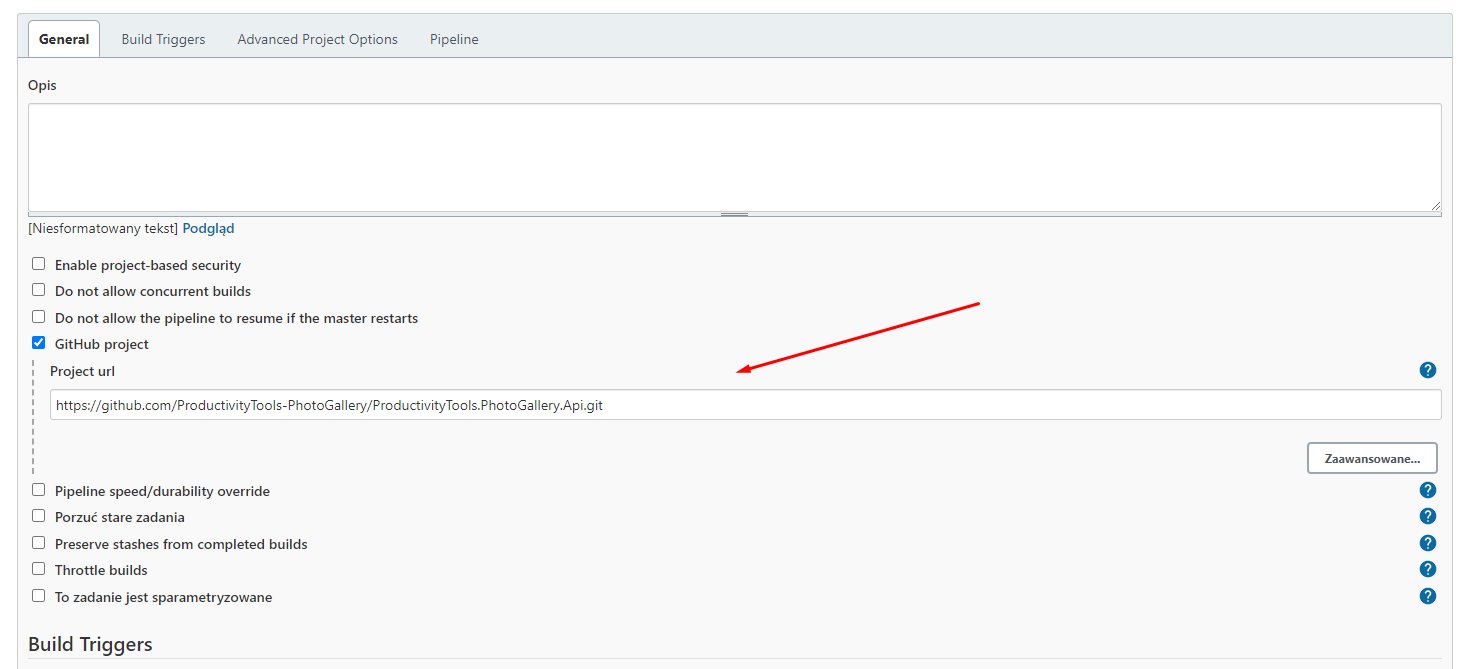 General Build Triggers Advanced Project Options Pipeline
Opis
[Niesformatowany tekst] Podgląd
Enable project-based security
Do not allow concurrent builds
Do not allow the pipeline to resume if the master restarts
GitHub project
Project url ?
https://github.com/ProductivityTools-PhotoGallery/ProductivityTools.PhotoGallery.Api.git
Zaawansowane...
Pipeline speed/durability override ?
Porzuć stare zadania ?
Preserve stashes from completed builds ?
Throttle builds ?
To zadanie jest sparametryzowane ?
Build Triggers